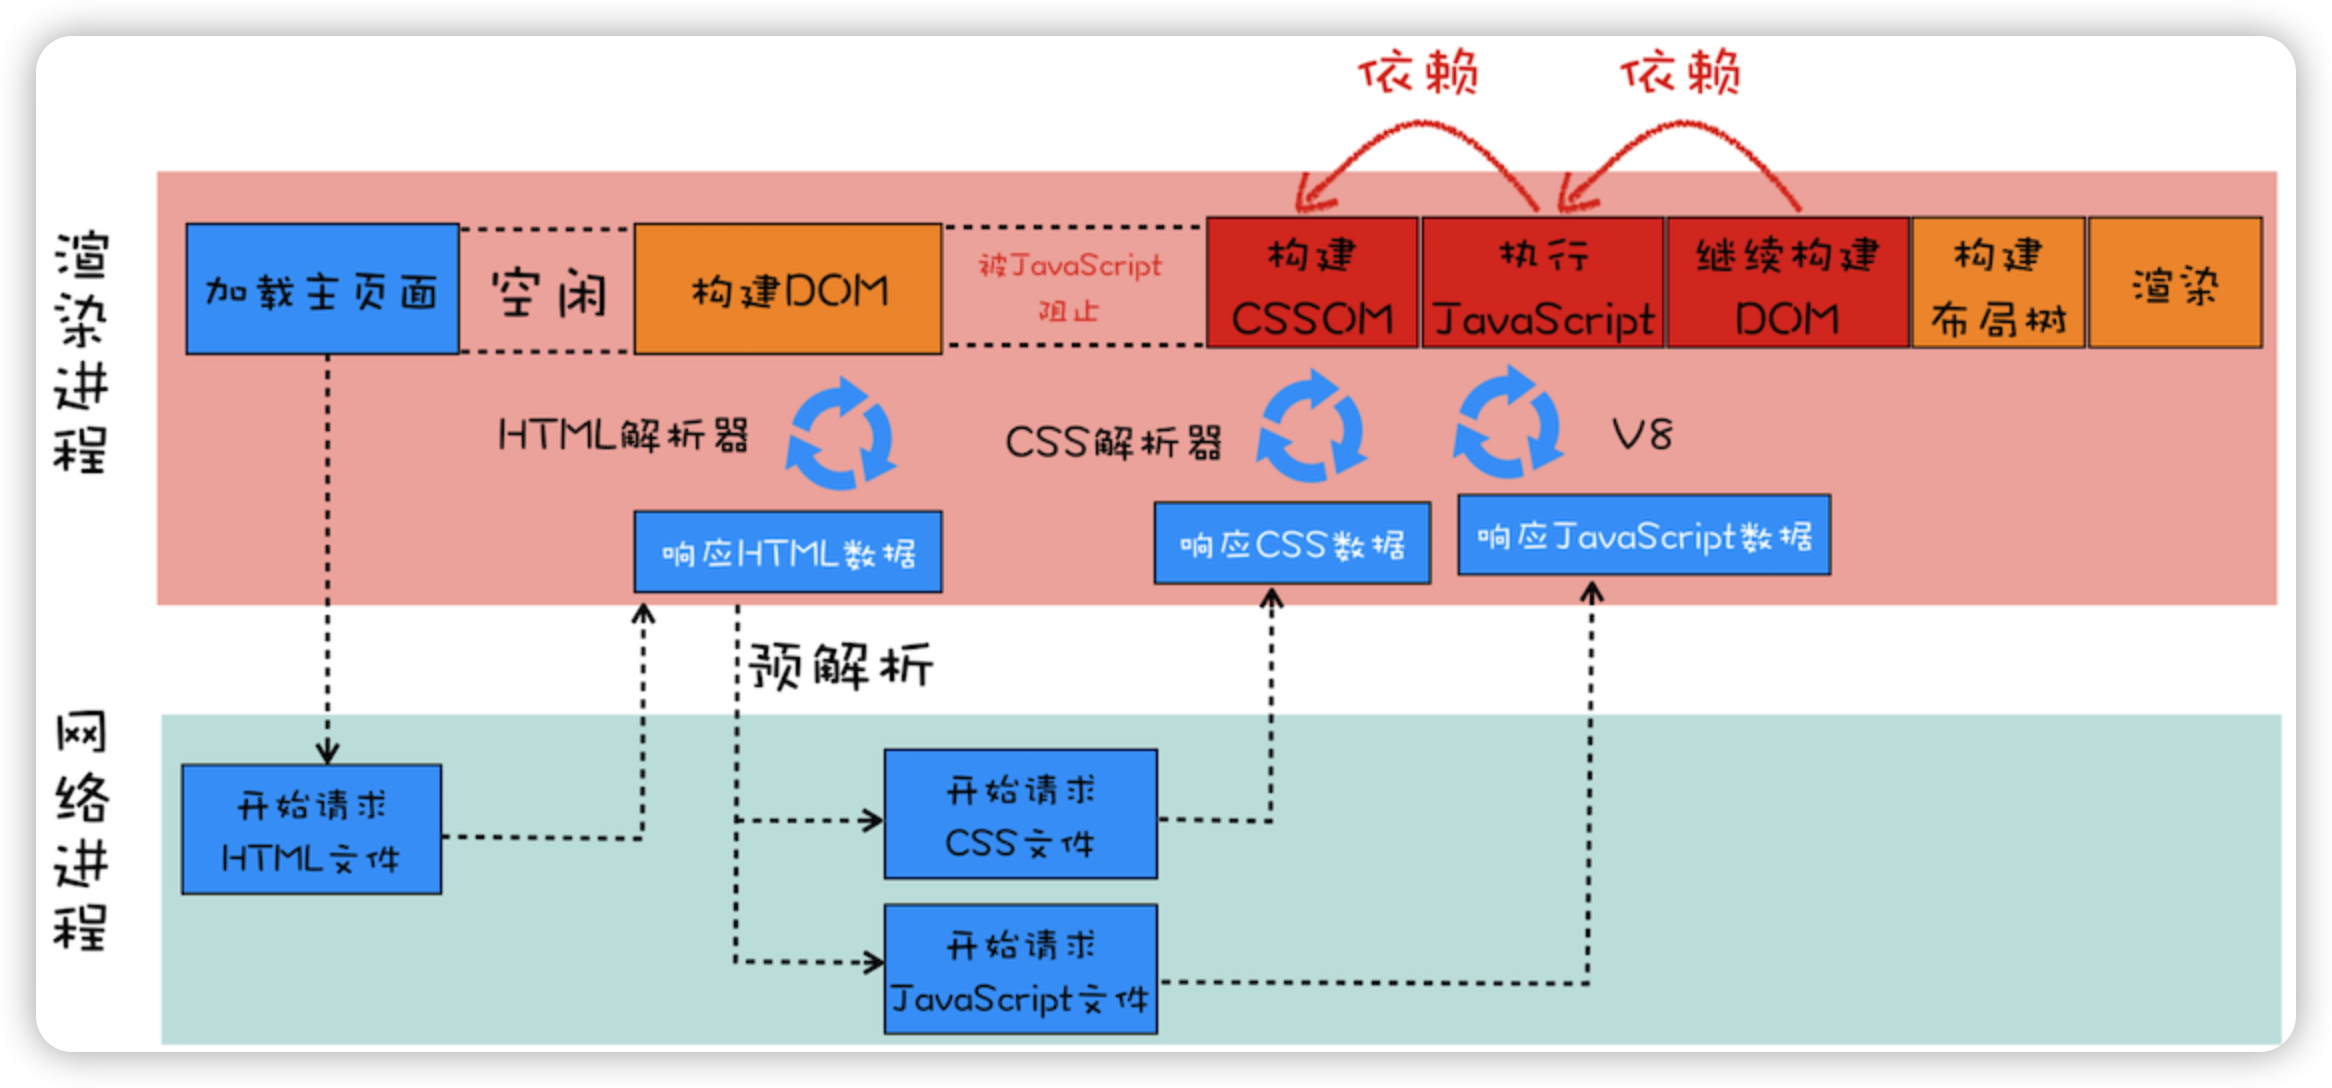 依赖
依赖
渲染进程
加载主页面
空闲
构建DOM
被JavaScript
阻止
构建
CSSOM
执行
JavaScript
继续构建
DOM
构建
布局树
渲染
HTML解析器
CSS解析器
V8
响应HTML数据
响应CSS数据
响应JavaScript数据
预解析
网络进程
开始请求
HTML文件
开始请求
CSS文件
开始请求
JavaScript文件